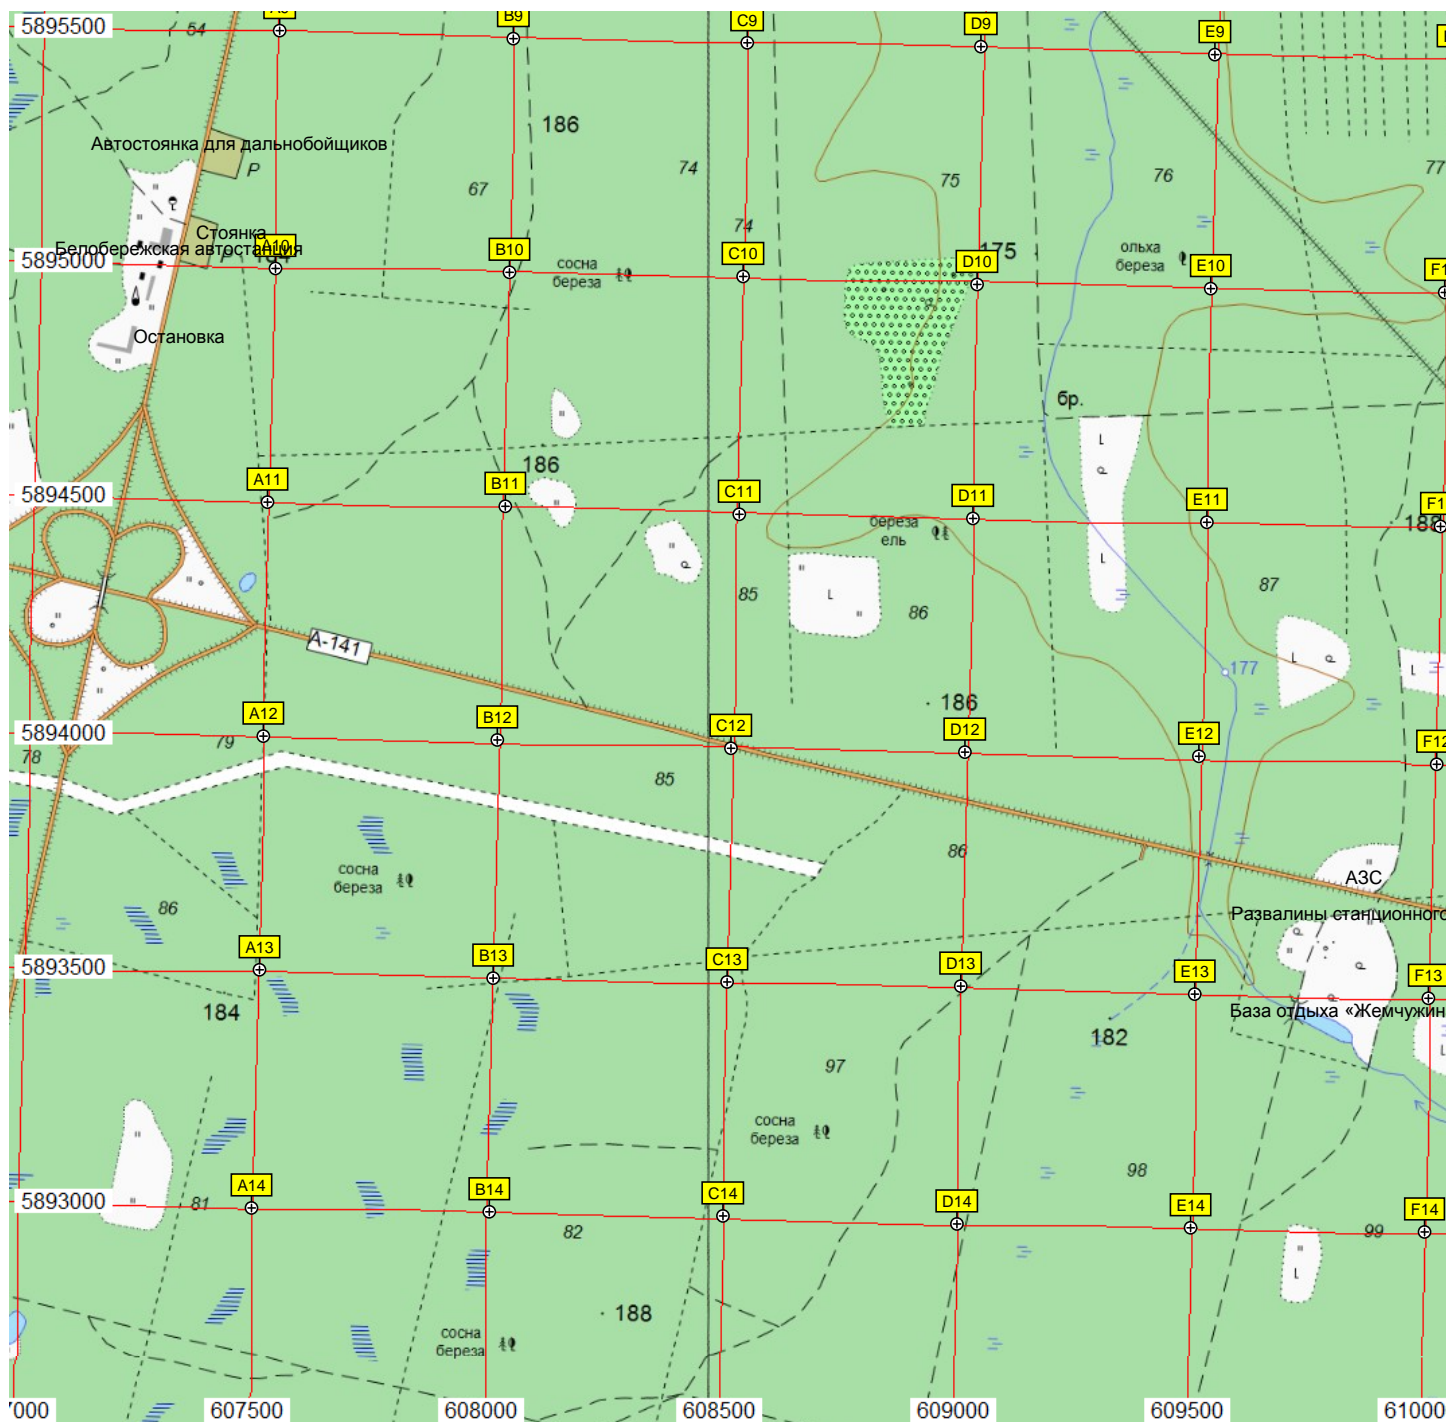 B9
C9
D9
E9
5895500
54
186
Автостоянка для дальнобойщиков
P
74
75
76
77
67
Стоянка
74
Белобережская автостанция
P
A10
B10
C10
D10
E10
175
5895000
сосна
береза
ольха
береза
Остановка
бр.
186
A11
B11
C11
D11
E11
5894500
береза
ель
188
85
86
87
A-141
177
186
A12
B12
C12
D12
E12
F12
5894000
78
79
85
86
сосна
береза
АЗС
86
Развалины станционного
A13
B13
C13
D13
E13
F13
5893500
184
База отдыха «Жемчужин
182
97
сосна
береза
98
A14
B14
C14
D14
E14
F14
5893000
81
82
99
188
сосна
береза
7000
607500
608000
608500
609000
609500
61000